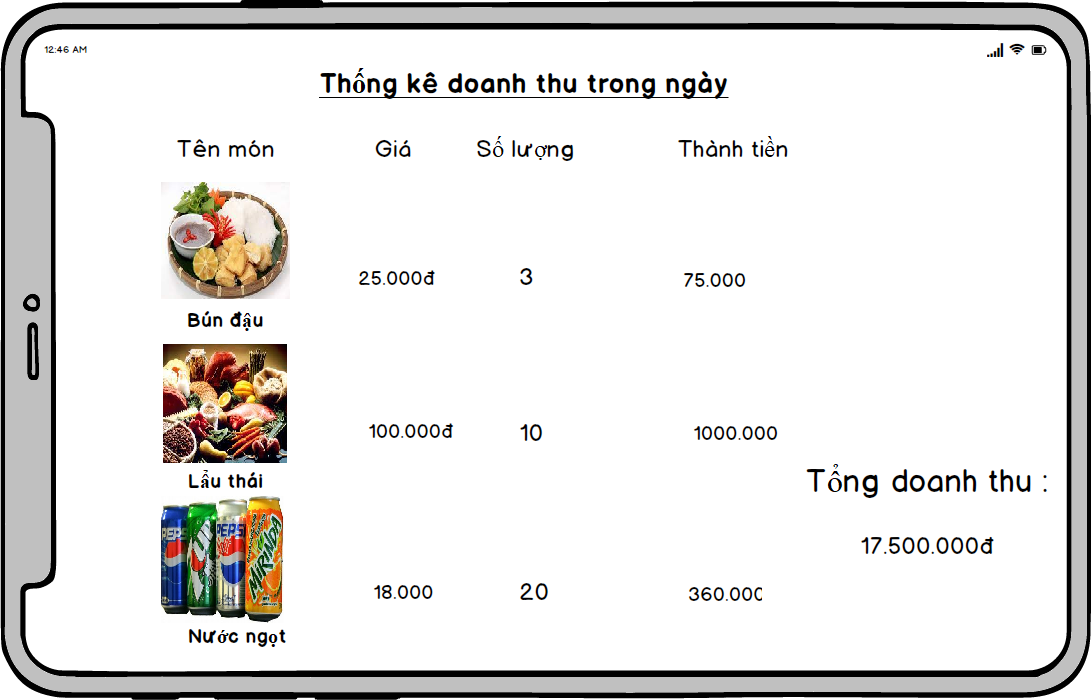 12:46 AM
Thống kê doanh thu trong ngày
Tên món Giá Số lượng Thành tiền
25.000đ 3 75.000
Bún đậu
100.000đ 10 1000.000
Lẩu thái
Tổng doanh thu :
17.500.000đ
PEPSI
MIRINDA
18.000 20 360.000
Nước ngọt